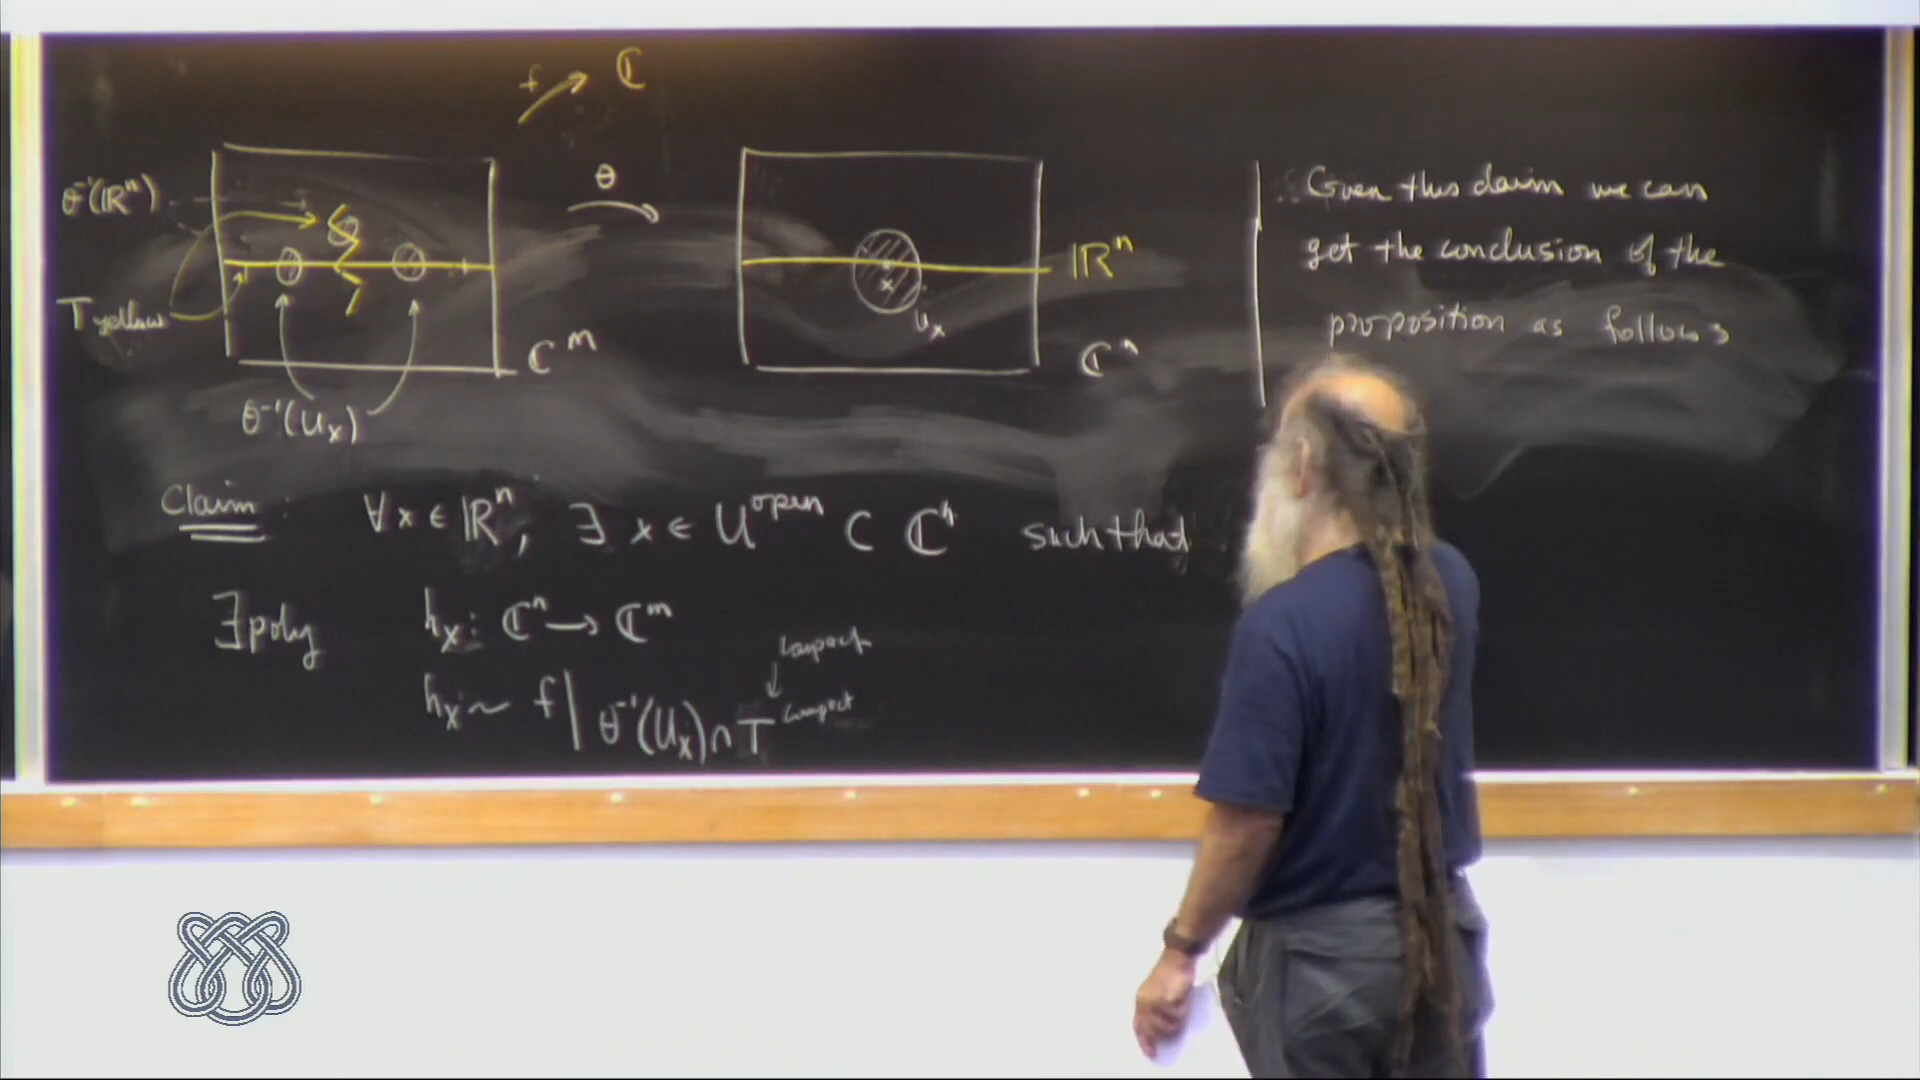 f ℂ
θ⁻¹(ℝⁿ)
θ
ℝⁿ
x
Uₓ
T yellow
ℂᵐ
ℂⁿ
θ⁻¹(Uₓ)
Claim: ∀ x ∈ ℝⁿ, ∃ x ∈ U^open ⊂ ℂⁿ such that
∃ poly hₓ: ℂⁿ → ℂᵐ
compact
hₓ ~ f | θ⁻¹(Uₓ) ∩ T compact
Given this claim we can
get the conclusion of the
proposition as follows